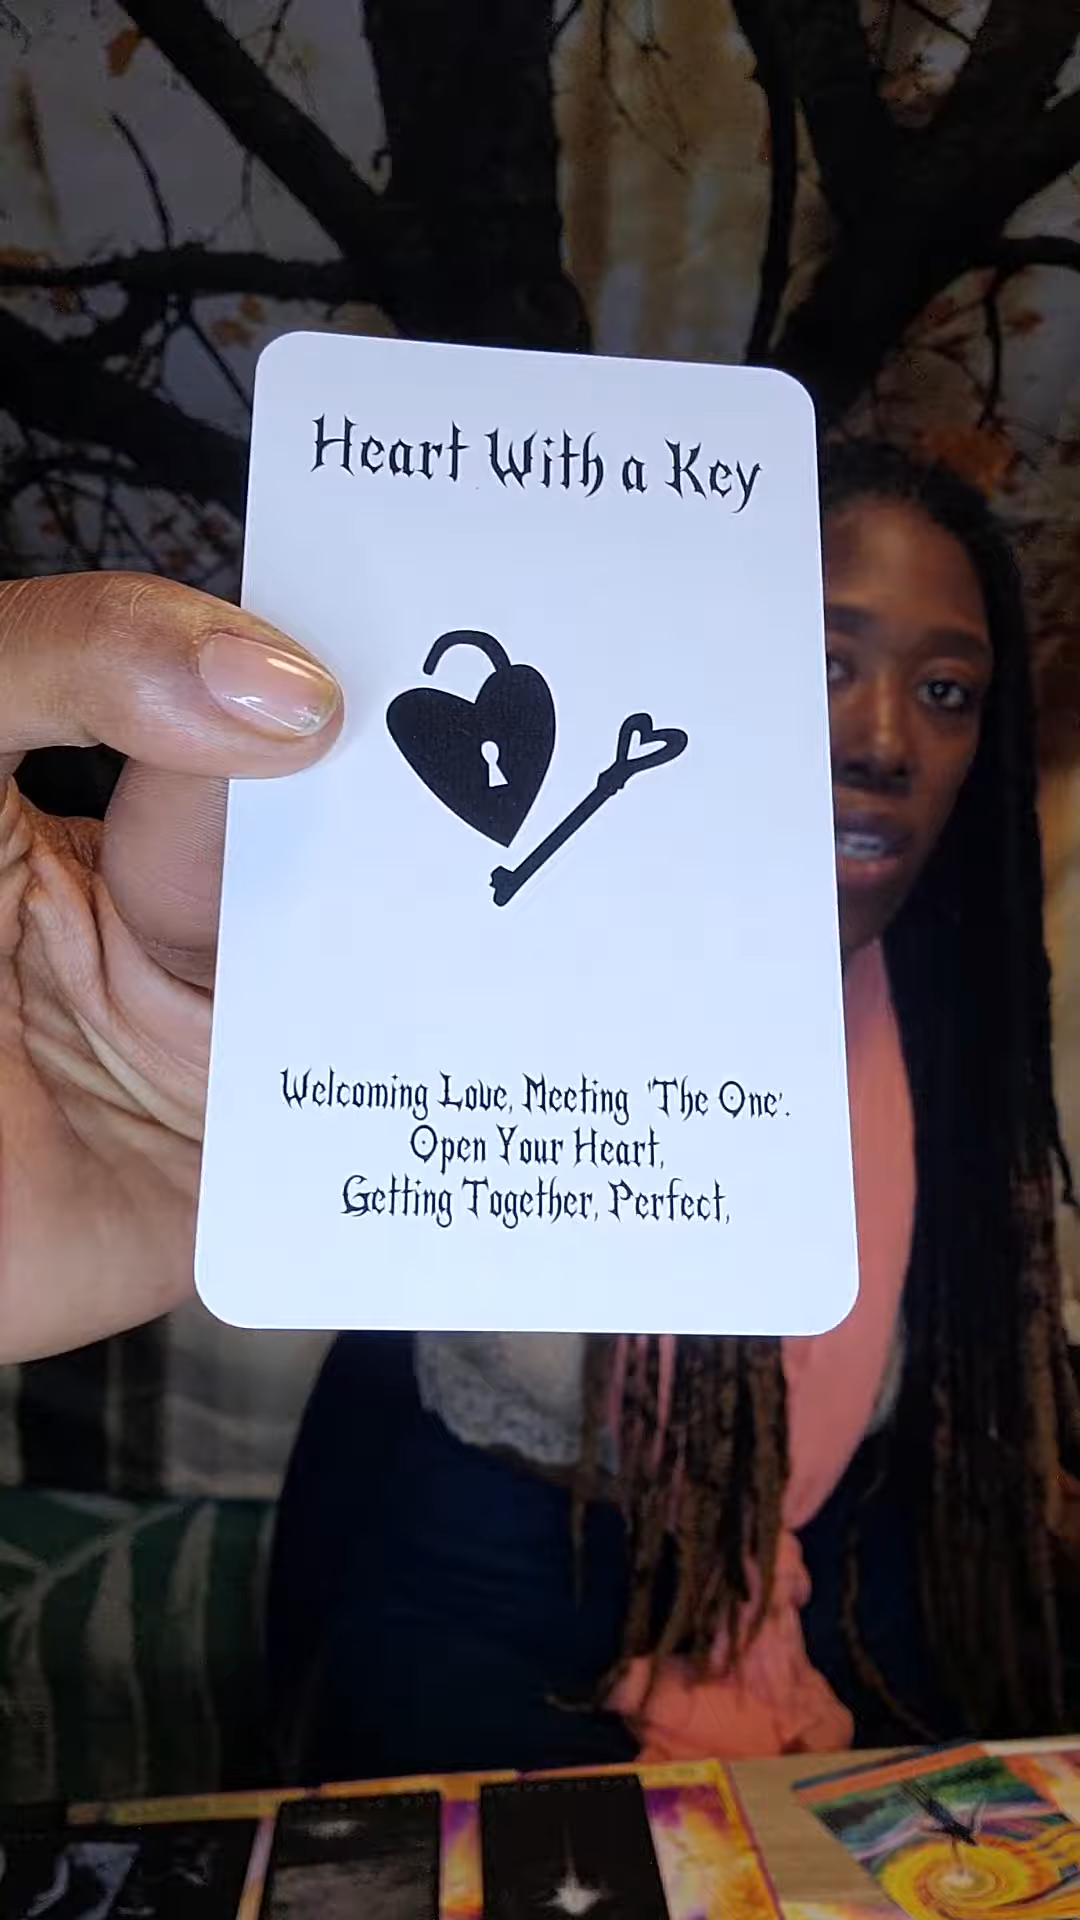 Heart With a Key
Welcoming Love, Meeting 'The One'.
Open Your Heart,
Getting Together, Perfect,